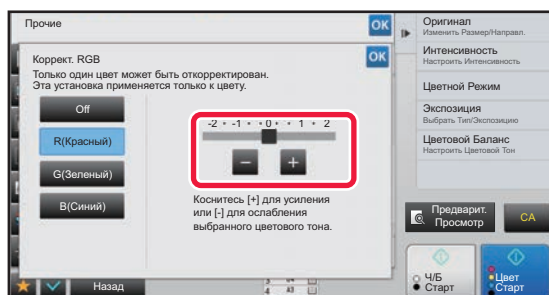 Прочие
OK
Коррект. RGB
OK
Только один цвет может быть откорректирован.
Эта установка применяется только к цвету.
Off
R(Красный)
G(Зеленый)
B(Синий)
-2 • -1 • • 0 • • 1 • 2
Коснитесь [+] для усиления
или [-] для ослабления
выбранного цветового тона.
Назад
Оригинал
Изменить Размер/Направл.
Интенсивность
Настроить Интенсивность
Цветной Режим
Экспозиция
Выбрать Тип/Экспозицию
Цветовой Баланс
Настроить Цветовой Тон
Предварит.
Просмотр
CA
Ч/Б
Старт
Цвет
Старт